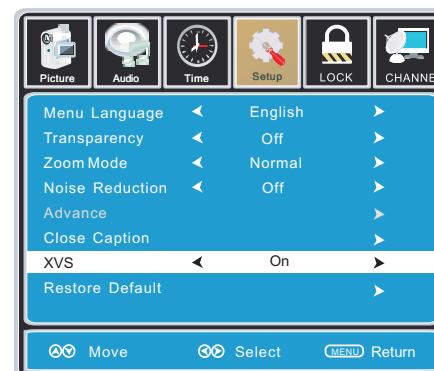 Picture Audio Time Setup LOCK CHANNE
Menu Language English
Transparency Off
Zoom Mode Normal
Noise Reduction Off
Advance
Close Caption
XVS On
Restore Default
Move Select MENU Return